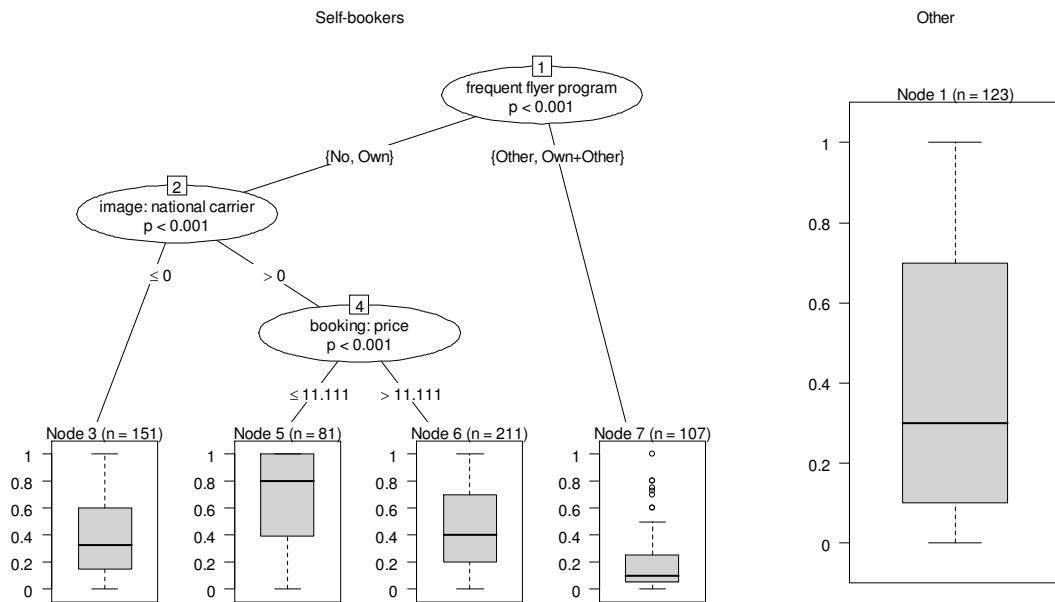 Self-bookers
Other
1
frequent flyer program
p < 0.001
{No, Own}
{Other, Own+Other}
2
image: national carrier
p < 0.001
≤ 0
> 0
4
booking: price
p < 0.001
≤ 11.111
> 11.111
Node 3 (n = 151)
1
0.8
0.6
0.4
0.2
0
Node 5 (n = 81)
1
0.8
0.6
0.4
0.2
0
Node 6 (n = 211)
1
0.8
0.6
0.4
0.2
0
Node 7 (n = 107)
1
0.8
0.6
0.4
0.2
0
Node 1 (n = 123)
1
0.8
0.6
0.4
0.2
0